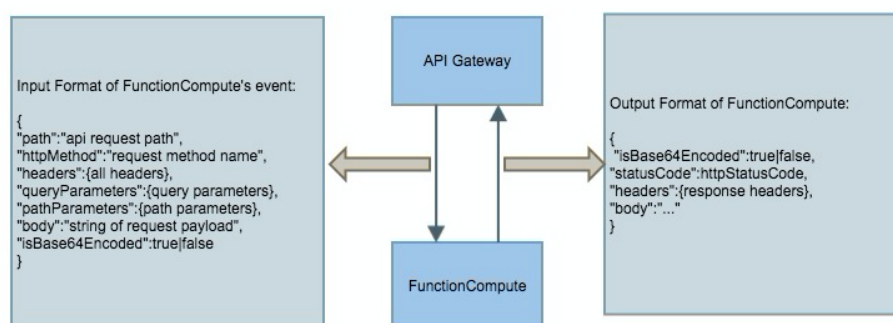 Input Format of FunctionCompute's event:
{
"path":"api request path",
"httpMethod":"request method name",
"headers":{all headers},
"queryParameters":{query parameters},
"pathParameters":{path parameters},
"body":"string of request payload",
"isBase64Encoded":true|false
}
API Gateway
FunctionCompute
Output Format of FunctionCompute:
{
"isBase64Encoded":true|false,
"statusCode":httpStatusCode,
"headers":{response headers},
"body":"..."
}